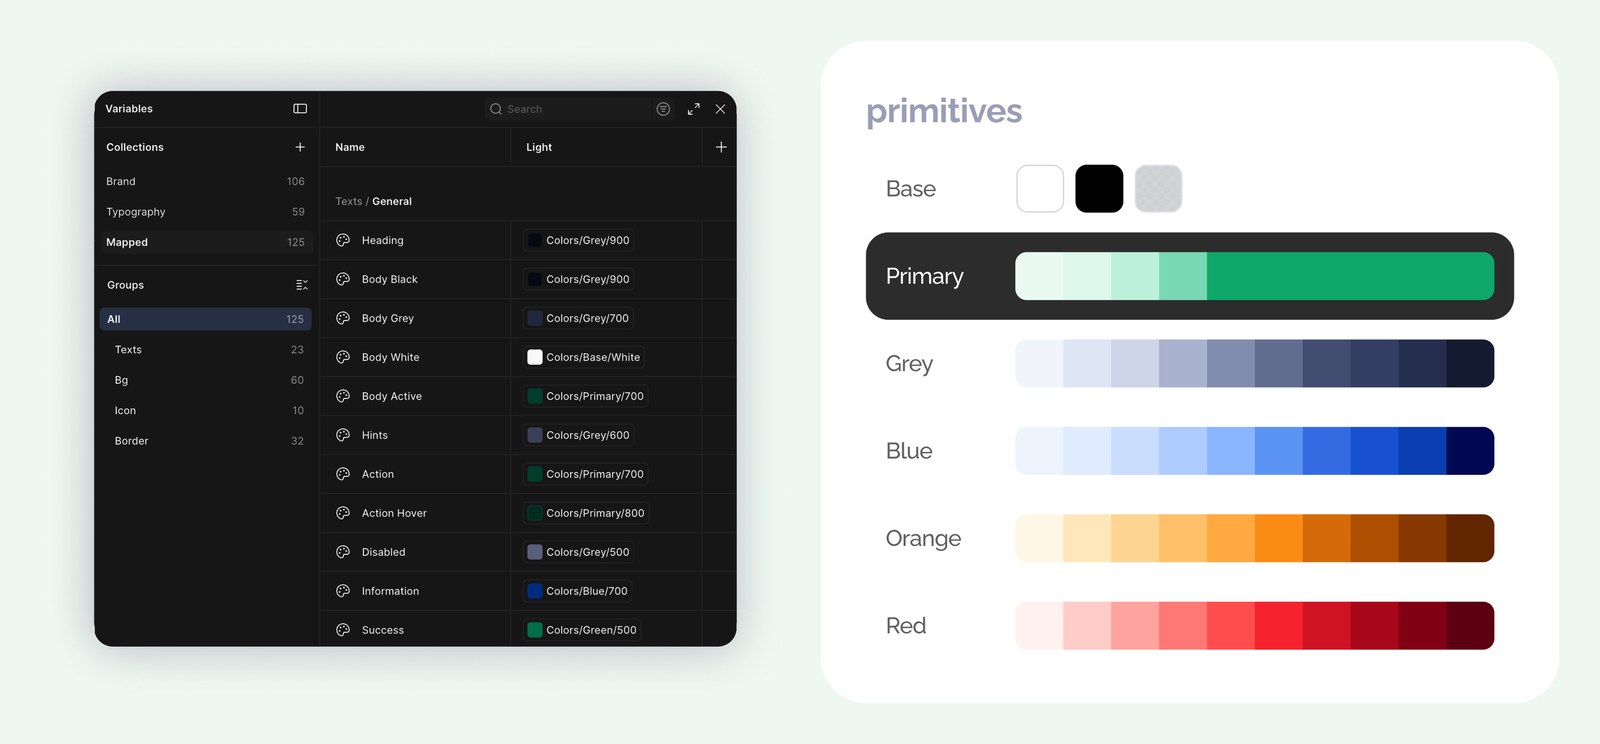 Variables
Search
Collections
Name
Light
Brand 106
Typography 59
Mapped 125
Groups
All 125
Texts 23
Bg 60
Icon 10
Border 32
Texts / General
Heading Colors/Grey/900
Body Black Colors/Grey/900
Body Grey Colors/Grey/700
Body White Colors/Base/White
Body Active Colors/Primary/700
Hints Colors/Grey/600
Action Colors/Primary/700
Action Hover Colors/Primary/800
Disabled Colors/Grey/500
Information Colors/Blue/700
Success Colors/Green/500
primitives
Base
Primary
Grey
Blue
Orange
Red